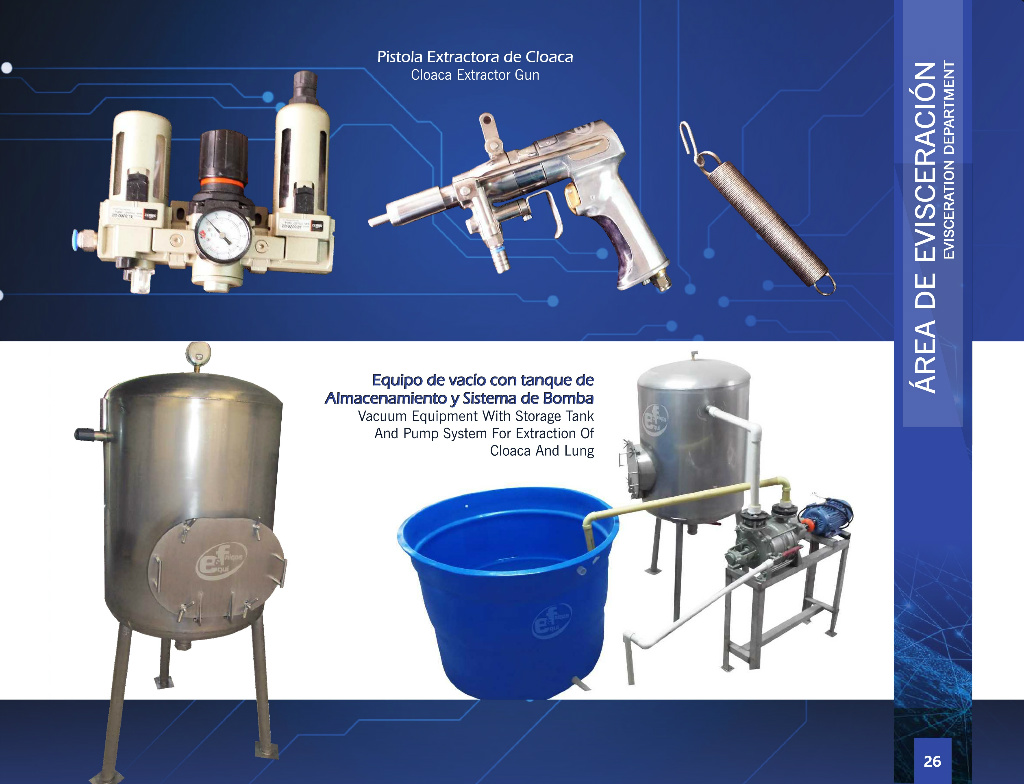 Pistola Extractora de Cloaca
Cloaca Extractor Gun
ÁREA DE EVISCERACIÓN
EVISCERATION DEPARTMENT
Equipo de vacío con tanque de
Almacenamiento y Sistema de Bomba
Vacuum Equipment With Storage Tank
And Pump System For Extraction Of
Cloaca And Lung
26